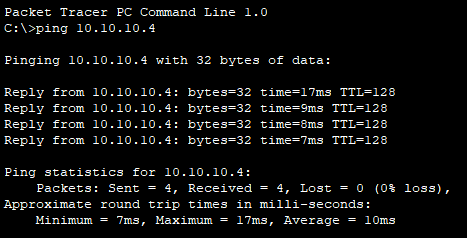 Packet Tracer PC Command Line 1.0
C:\>ping 10.10.10.4
Pinging 10.10.10.4 with 32 bytes of data:
Reply from 10.10.10.4: bytes=32 time=17ms TTL=128
Reply from 10.10.10.4: bytes=32 time=9ms TTL=128
Reply from 10.10.10.4: bytes=32 time=8ms TTL=128
Reply from 10.10.10.4: bytes=32 time=7ms TTL=128
Ping statistics for 10.10.10.4:
    Packets: Sent = 4, Received = 4, Lost = 0 (0% loss),
Approximate round trip times in milli-seconds:
    Minimum = 7ms, Maximum = 17ms, Average = 10ms